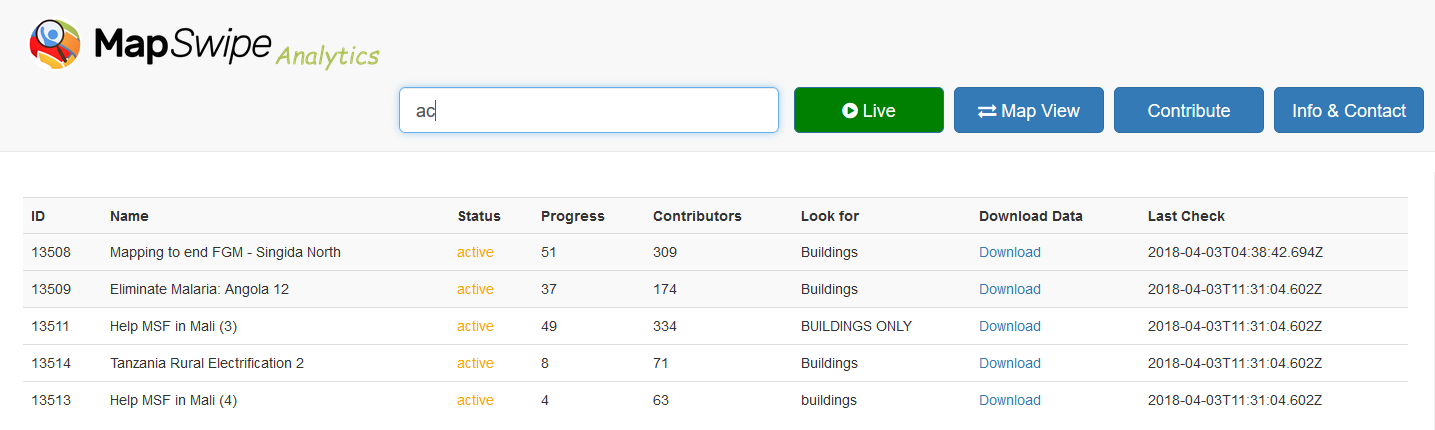 MapSwipe Analytics
ac
Live Map View Contribute Info & Contact
ID Name Status Progress Contributors Look for Download Data Last Check
13508 Mapping to end FGM - Singida North active 51 309 Buildings Download 2018-04-03T04:38:42.694Z
13509 Eliminate Malaria: Angola 12 active 37 174 Buildings Download 2018-04-03T11:31:04.602Z
13511 Help MSF in Mali (3) active 49 334 BUILDINGS ONLY Download 2018-04-03T11:31:04.602Z
13514 Tanzania Rural Electrification 2 active 8 71 Buildings Download 2018-04-03T11:31:04.602Z
13513 Help MSF in Mali (4) active 4 63 buildings Download 2018-04-03T11:31:04.602Z